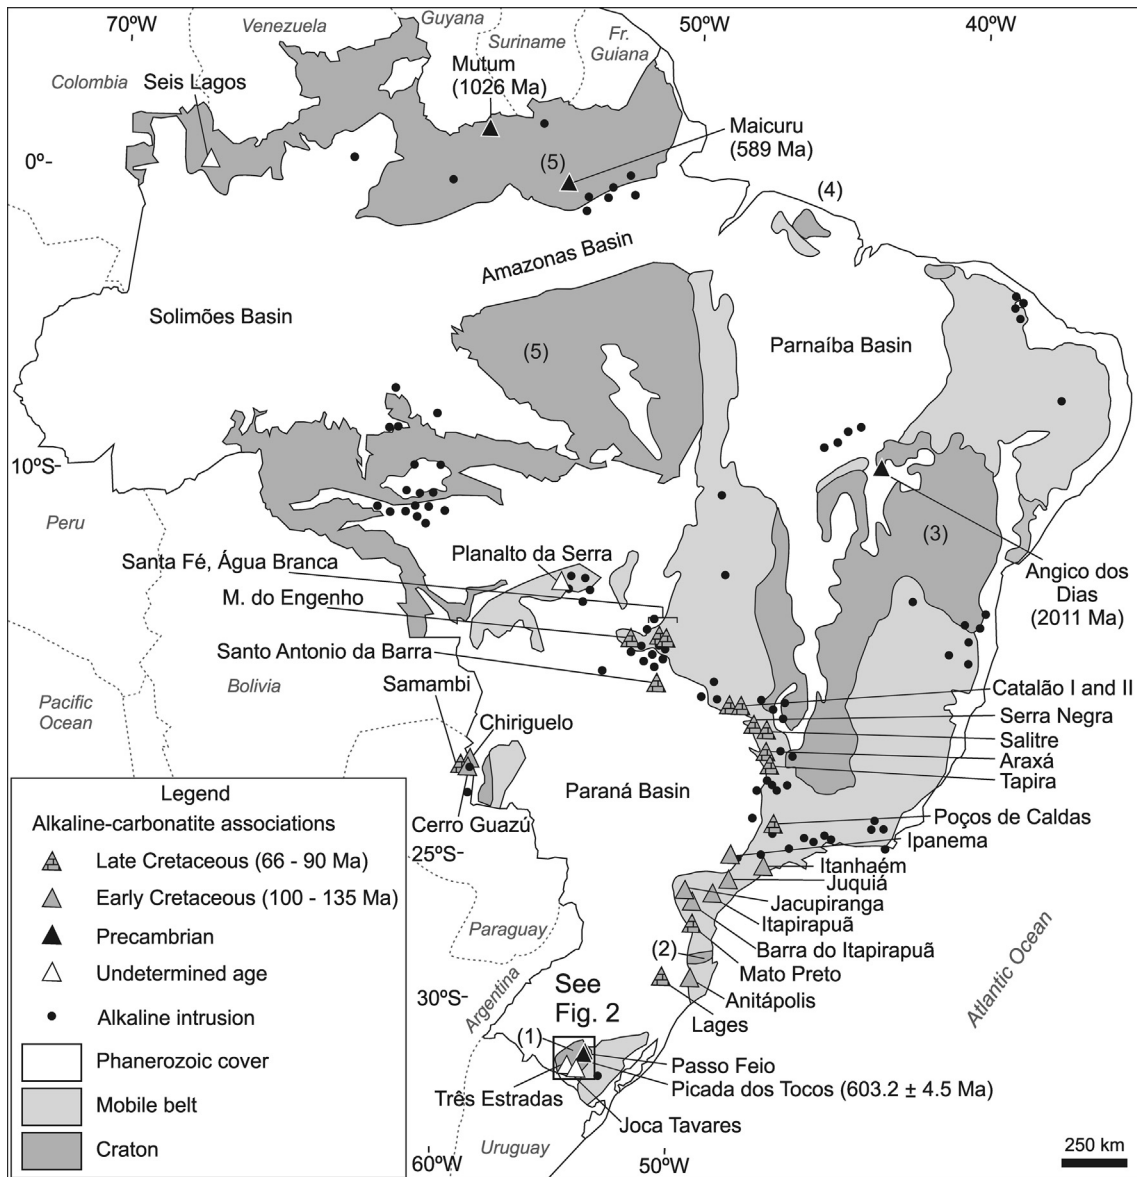 70ºW
50ºW
40ºW
Venezuela
Guyana
Suriname
Fr.
Guiana
Colombia
Seis Lagos
Mutum
(1026 Ma)
Maicuru
(589 Ma)
0º
(5)
(4)
Amazonas Basin
Solimões Basin
(5)
Parnaíba Basin
10ºS
Peru
(3)
Santa Fé, Água Branca
Planalto da Serra
Angico dos
Dias
(2011 Ma)
M. do Engenho
Santo Antonio da Barra
Bolivia
Samambi
Pacific
Ocean
Chiriguelo
Catalão I and II
Serra Negra
Salitre
Araxá
Tapira
Paraná Basin
Cerro Guazú
Poços de Caldas
Ipanema
25ºS
Itanhaém
Juquiá
Jacupiranga
Itapirapuã
Barra do Itapirapuã
Paraguay
(2)
Mato Preto
Anitápolis
Lages
Argentina
30ºS
See
Fig. 2
(1)
Atlantic Ocean
Passo Feio
Picada dos Tocos (603.2 ± 4.5 Ma)
Três Estradas
Joca Tavares
Uruguay
60ºW
50ºW
250 km
Legend
Alkaline-carbonatite associations
Late Cretaceous (66 - 90 Ma)
Early Cretaceous (100 - 135 Ma)
Precambrian
Undetermined age
Alkaline intrusion
Phanerozoic cover
Mobile belt
Craton